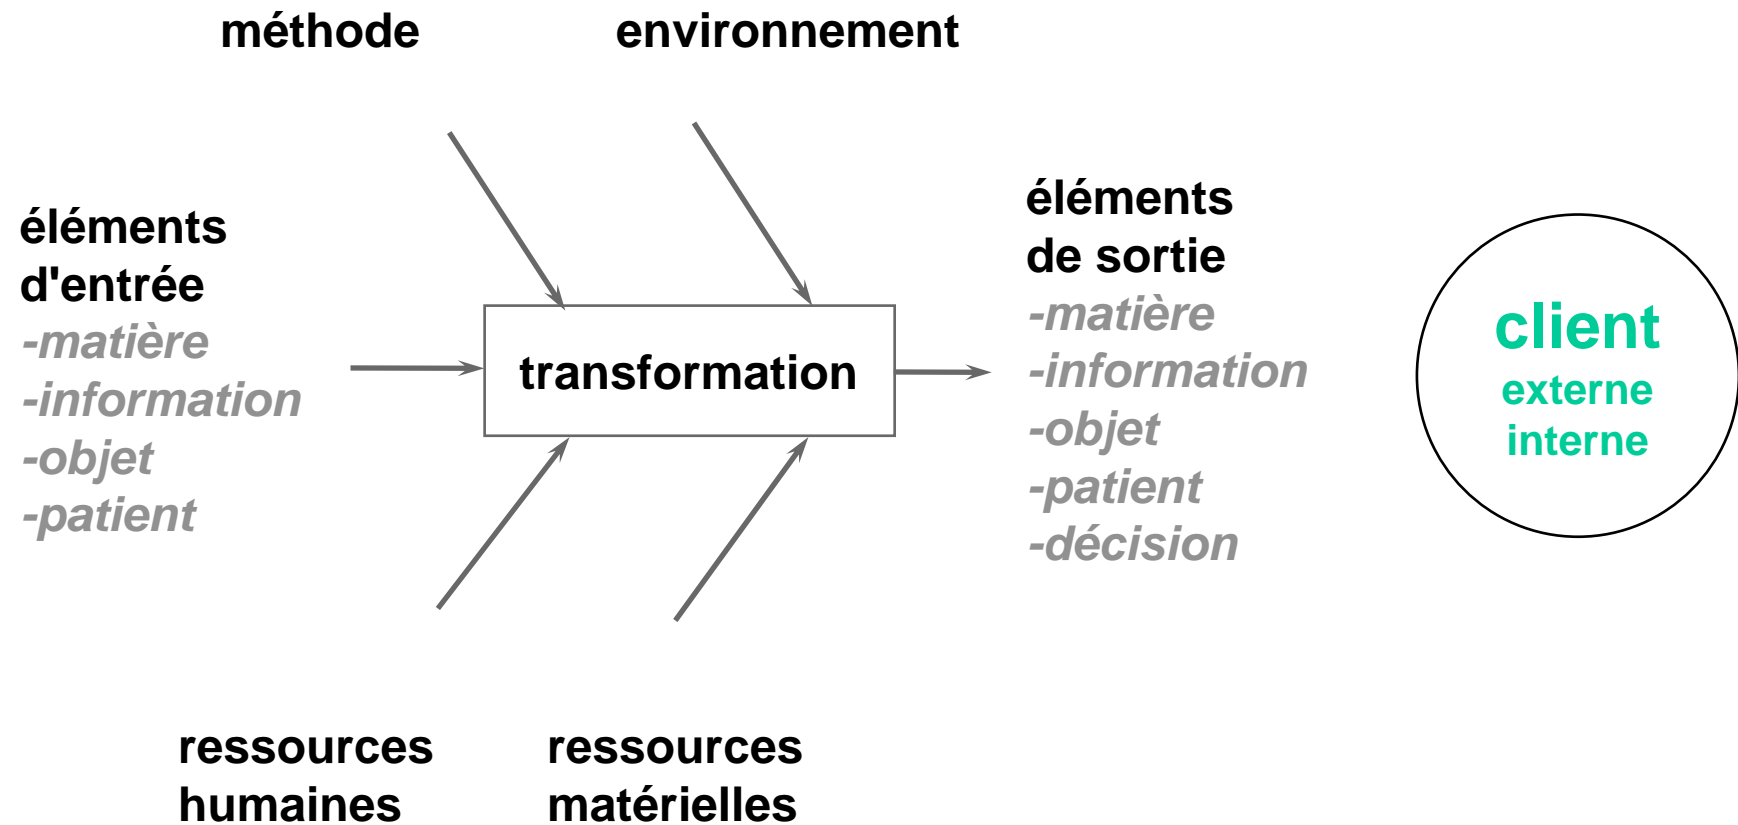 méthode
environnement
éléments
d'entrée
-matière
-information
-objet
-patient
transformation
éléments
de sortie
-matière
-information
-objet
-patient
-décision
client
externe
interne
ressources
humaines
ressources
matérielles